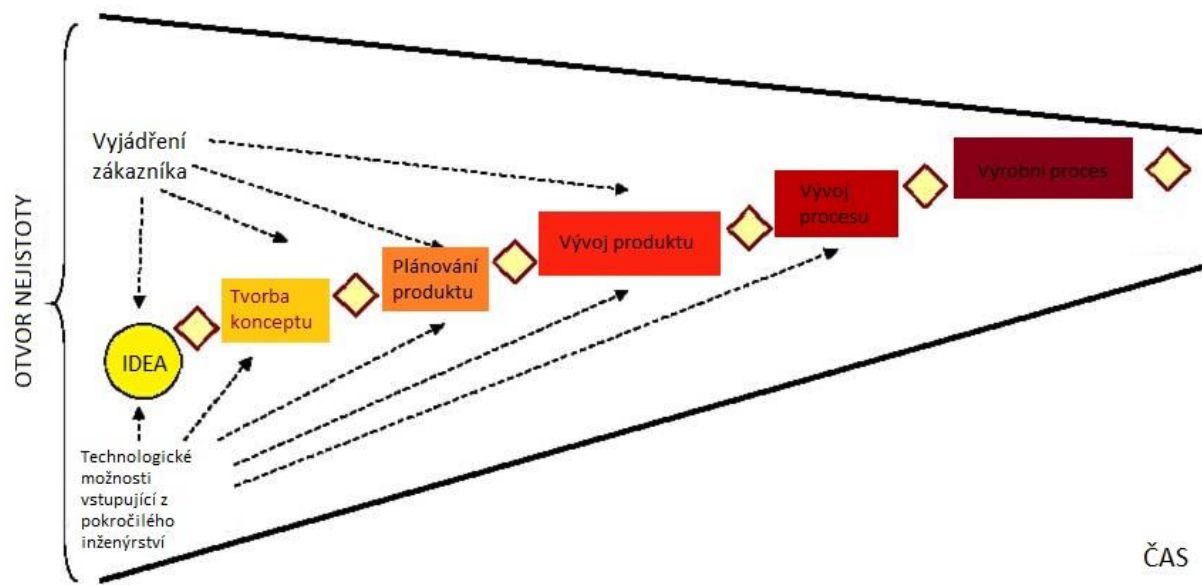 OTVOR NEJISTOTY
Vyjádření
zákazníka
IDEA
Technologické
možnosti
vstupující z
pokročilého
inženýrství
Tvorba
konceptu
Plánování
produktu
Vývoj produktu
Vývoj
procesu
Výrobní proces
ČAS